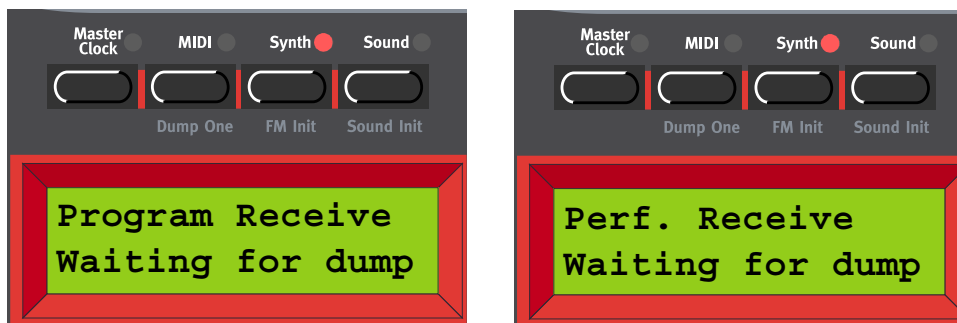 Master
Clock
MIDI
Synth
Sound
Dump One
FM Init
Sound Init
Program Receive
Waiting for dump
Master
Clock
MIDI
Synth
Sound
Dump One
FM Init
Sound Init
Perf. Receive
Waiting for dump